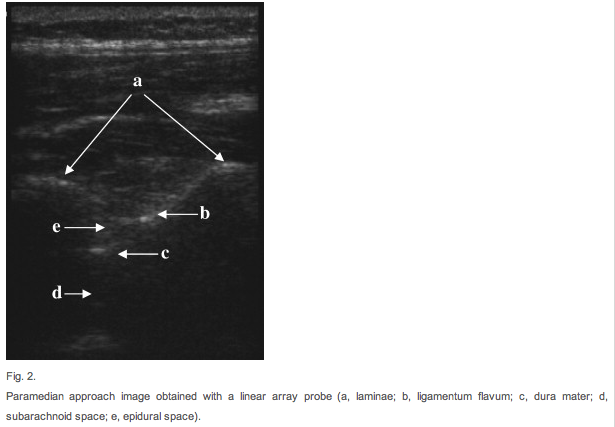 a
b
e
c
d
Fig. 2.
Paramedian approach image obtained with a linear array probe (a, laminae; b, ligamentum flavum; c, dura mater; d,
subarachnoid space; e, epidural space).